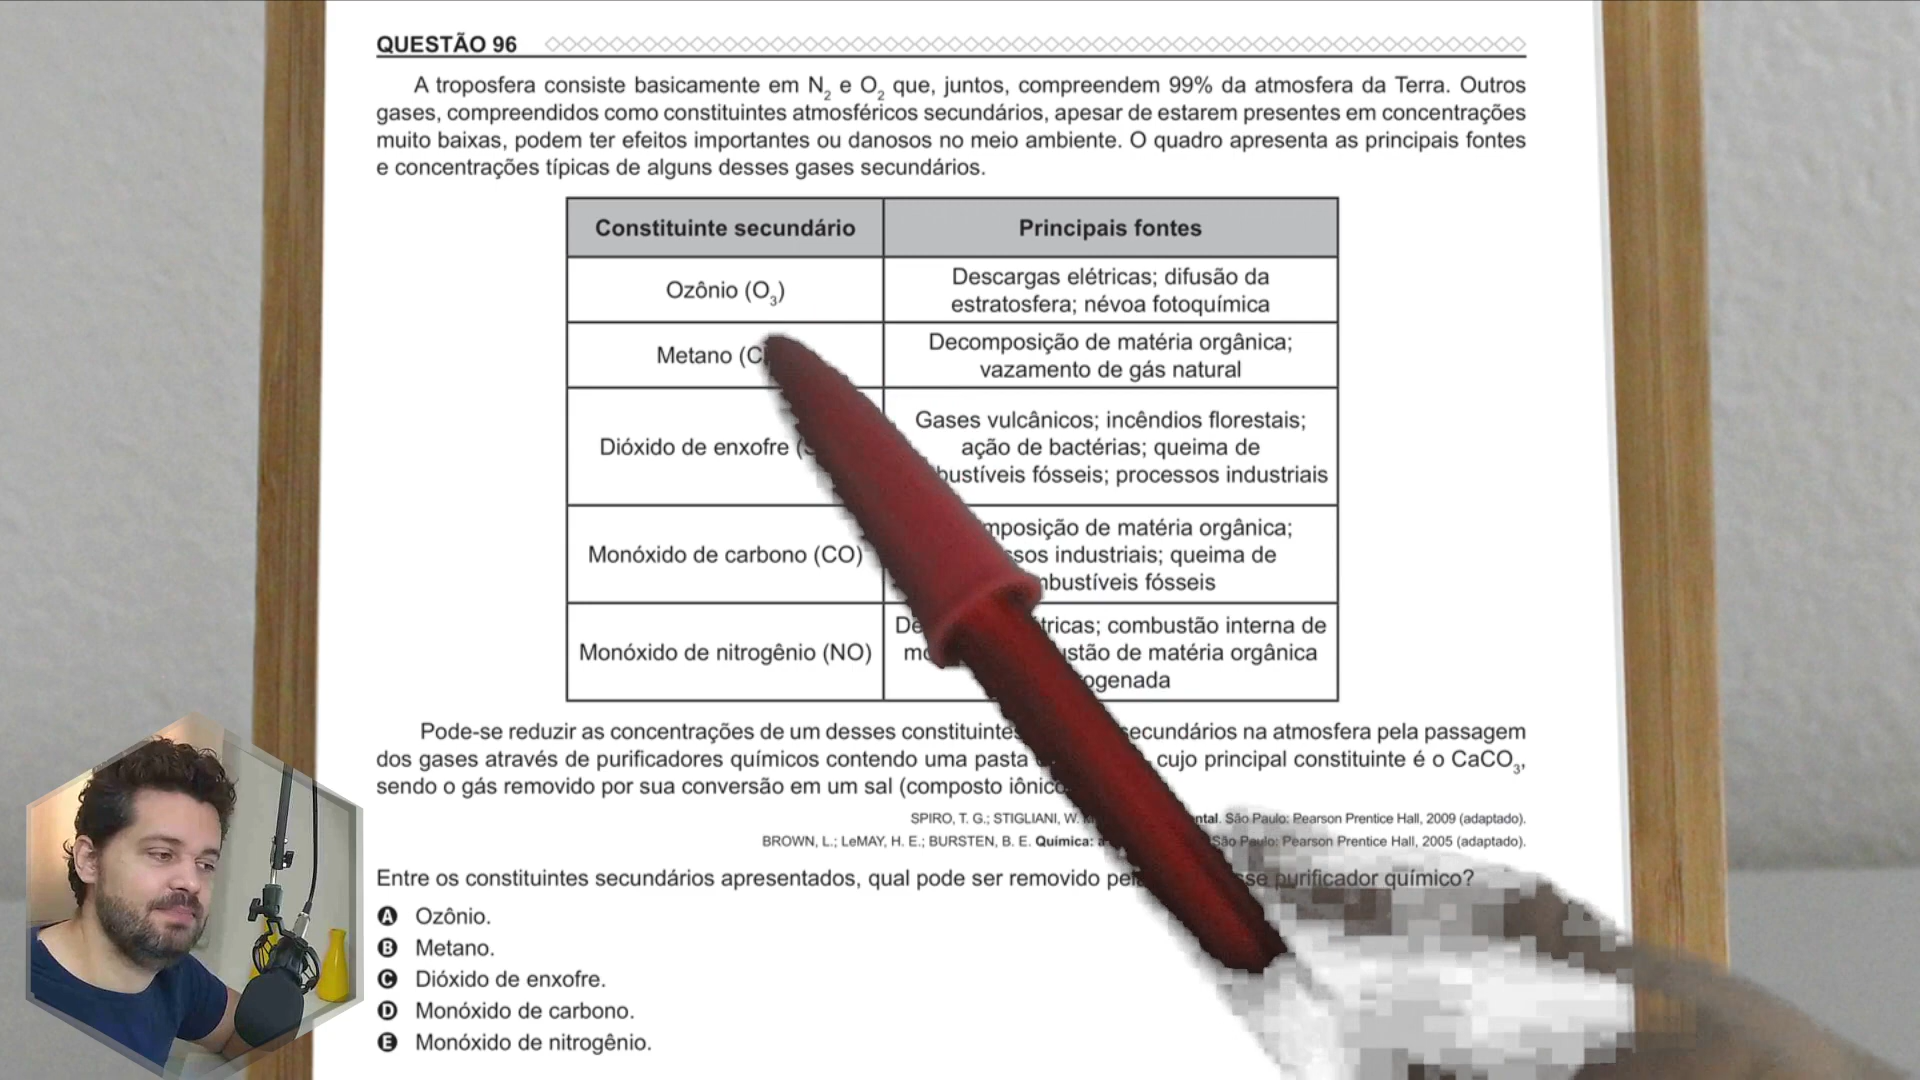 QUESTÃO 96
A troposfera consiste basicamente em N2 e O2 que, juntos, compreendem 99% da atmosfera da Terra. Outros
gases, compreendidos como constituintes atmosféricos secundários, apesar de estarem presentes em concentrações
muito baixas, podem ter efeitos importantes ou danosos no meio ambiente. O quadro apresenta as principais fontes
e concentrações típicas de alguns desses gases secundários.
Constituinte secundário Principais fontes
Ozônio (O3)
Descargas elétricas; difusão da
estratosfera; névoa fotoquímica
Metano
Decomposição de matéria orgânica;
vazamento de gás natural
Dióxido de enxofre
Gases vulcânicos; incêndios florestais;
ação de bactérias; queima de
fósseis; processos industriais
Monóxido de carbono (CO)
de matéria orgânica;
industriais; queima de
fósseis
Monóxido de nitrogênio (NO)
combustão interna de
de matéria orgânica
Pode-se reduzir as concentrações de um desses constituintes secundários na atmosfera pela passagem
dos gases através de purificadores químicos contendo uma pasta cujo principal constituinte é o CaCO3,
sendo o gás removido por sua conversão em um sal (composto iônico
SPIRO, T. G.; STIGLIANI, W. São Paulo: Pearson Prentice Hall, 2009 (adaptado).
BROWN, L.; LeMAY, H. E.; BURSTEN, B. E. Química: São Paulo: Pearson Prentice Hall, 2005 (adaptado).
Entre os constituintes secundários apresentados, qual pode ser removido purificador químico?
A Ozônio.
B Metano.
C Dióxido de enxofre.
D Monóxido de carbono.
E Monóxido de nitrogênio.